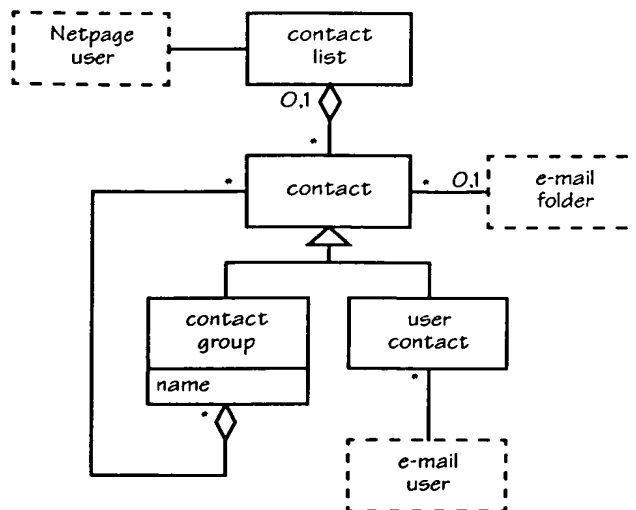 Netpage
user
contact
list
0,1
*
*
contact
*
0,1
e-mail
folder
contact
group
name
*
user
contact
*
e-mail
user